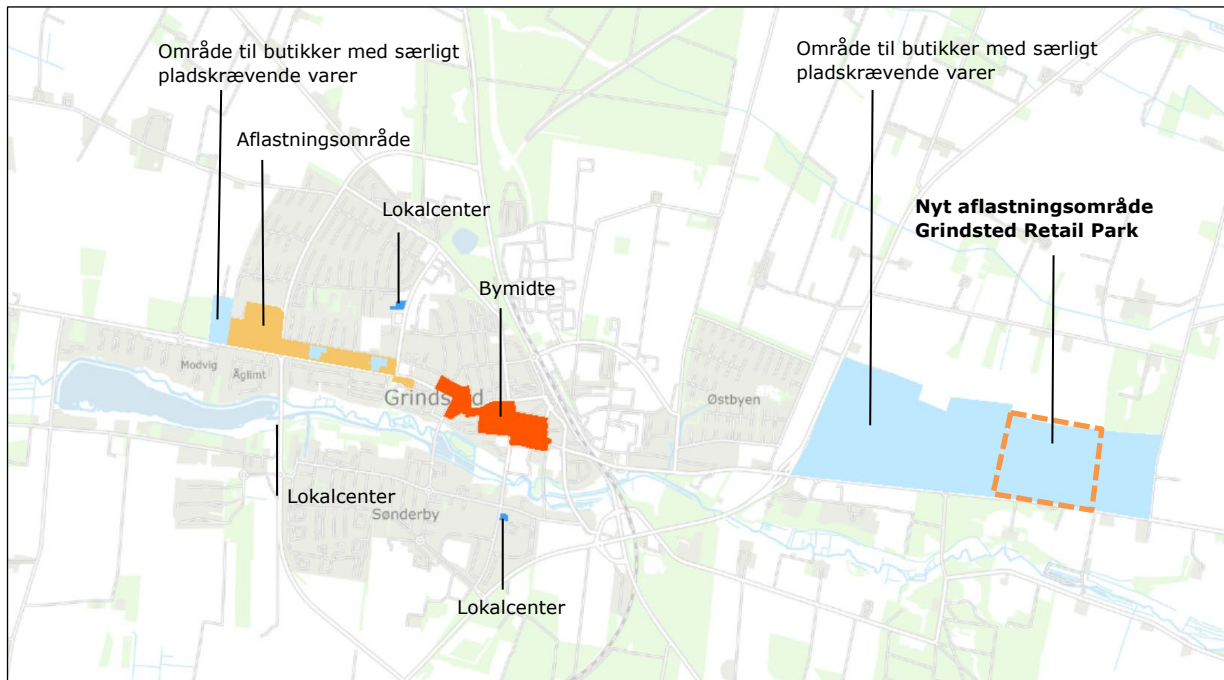 Område til butikker med særligt
pladskrævende varer
Område til butikker med særligt
pladskrævende varer
Aflastningsområde
Lokalcenter
Nyt aflastningsområde
Grindsted Retail Park
Bymidte
Modvig
Åglimt
Grindsted
Østbyen
Lokalcenter
Sønderby
Lokalcenter